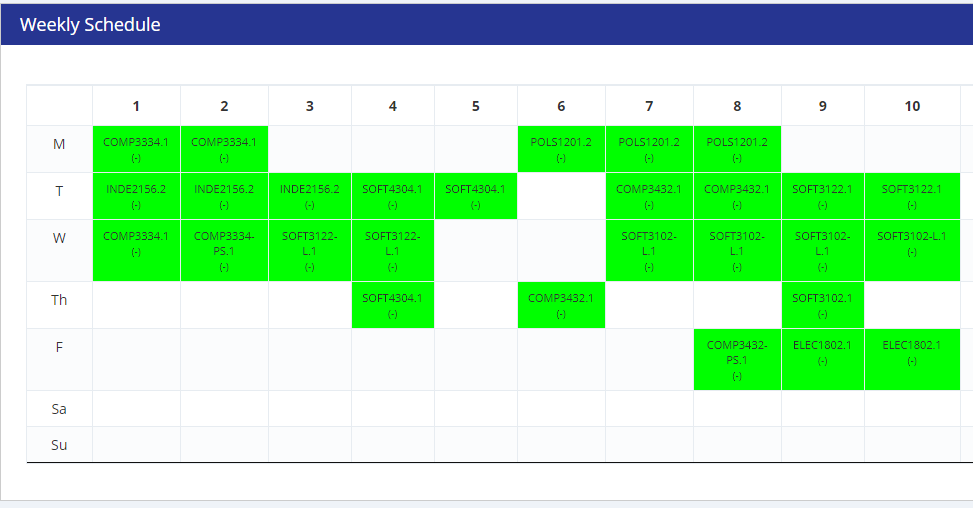 Weekly Schedule
1 2 3 4 5 6 7 8 9 10
M COMP3334.1 COMP3334.1 POLS1201.2 POLS1201.2 POLS1201.2
(-) (-) (-) (-) (-)
T INDE2156.2 INDE2156.2 INDE2156.2 SOFT4304.1 SOFT4304.1 COMP3432.1 COMP3432.1 SOFT3122.1 SOFT3122.1
(-) (-) (-) (-) (-) (-) (-) (-) (-)
W COMP3334.1 COMP3334- SOFT3122- SOFT3122- SOFT3102- SOFT3102- SOFT3102- SOFT3102-L.1
(-) PS.1 L.1 L.1 L.1 L.1 L.1 (-)
(-) (-) (-) (-) (-) (-)
Th SOFT4304.1 COMP3432.1 SOFT3102.1
(-) (-) (-)
F COMP3432- ELEC1802.1 ELEC1802.1
PS.1 (-) (-)
(-)
Sa
Su